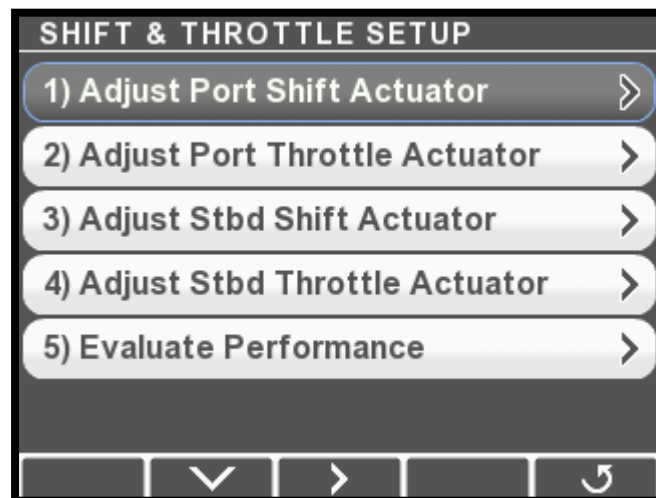 SHIFT & THROTTLE SETUP
1) Adjust Port Shift Actuator
2) Adjust Port Throttle Actuator
3) Adjust Stbd Shift Actuator
4) Adjust Stbd Throttle Actuator
5) Evaluate Performance